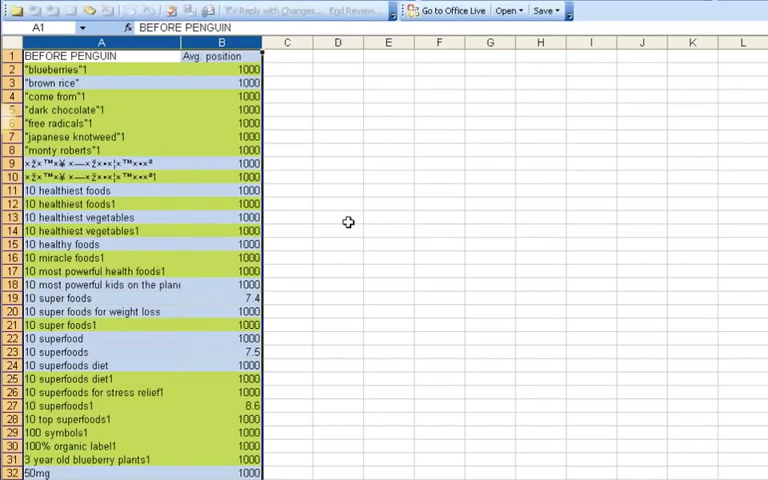 Reply with Changes... End Review... Go to Office Live Open Save
A1 fx BEFORE PENGUIN
A B C D E F G H I J K L
1 BEFORE PENGUIN Avg. position
2 "blueberries"1 1000
3 "brown rice" 1000
4 "come from"1 1000
5 "dark chocolate"1 1000
6 "free radicals"1 1000
7 "japanese knotweed"1 1000
8 "monty roberts"1 1000
9 1000
10 1000
11 10 healthiest foods 1000
12 10 healthiest foods1 1000
13 10 healthiest vegetables 1000
14 10 healthiest vegetables1 1000
15 10 healthy foods 1000
16 10 miracle foods1 1000
17 10 most powerful health foods1 1000
18 10 most powerful kids on the plan 1000
19 10 super foods 7.4
20 10 super foods for weight loss 1000
21 10 super foods1 1000
22 10 superfood 1000
23 10 superfoods 7.5
24 10 superfoods diet 1000
25 10 superfoods diet1 1000
26 10 superfoods for stress relief1 1000
27 10 superfoods1 8.6
28 10 top superfoods1 1000
29 100 symbols1 1000
30 100% organic label1 1000
31 3 year old blueberry plants1 1000
32 50mg 1000